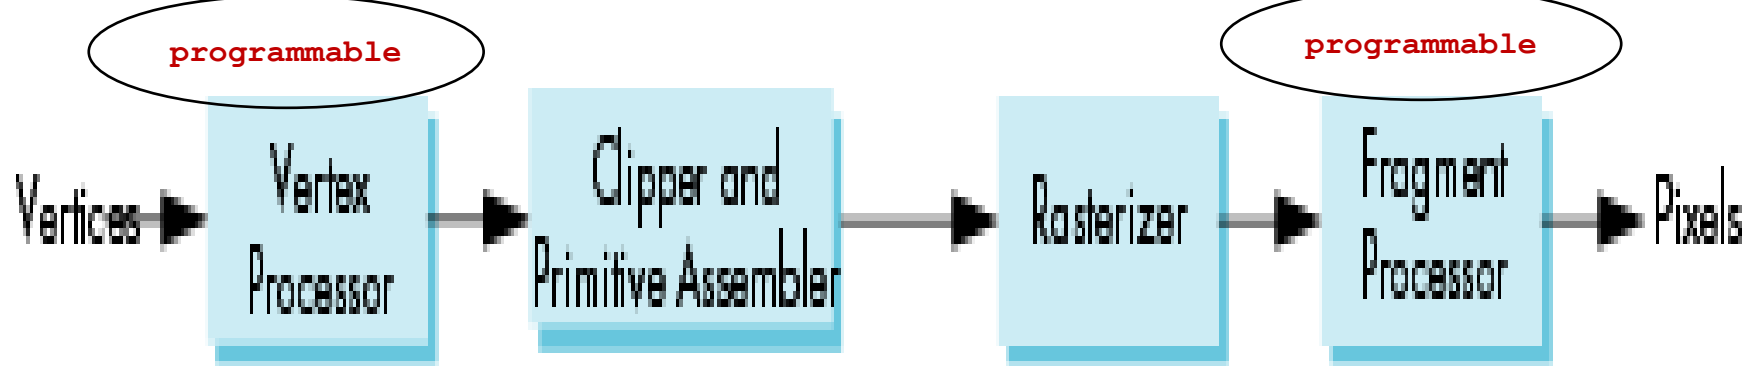 programmable
programmable
Vertices
Vertex
Processor
Clipper and
Primitive Assembler
Rasterizer
Fragment
Processor
Pixels